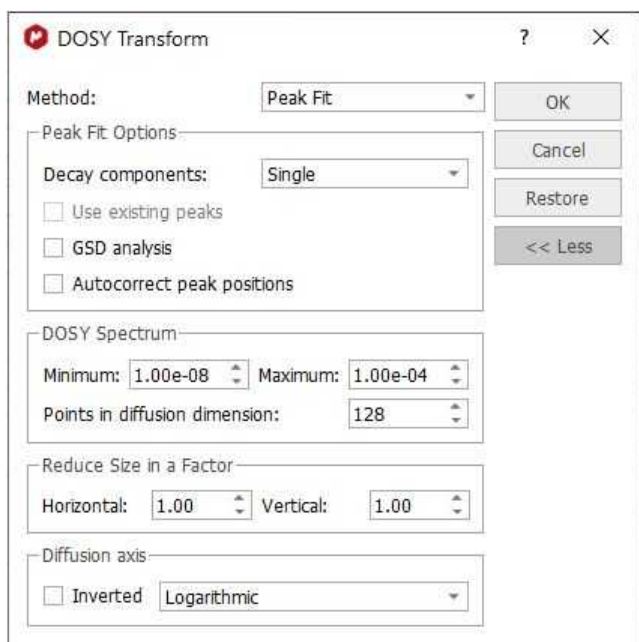 DOSY Transform ? ×
Method: Peak Fit OK
Peak Fit Options
Cancel
Decay components: Single
Restore
Use existing peaks
GSD analysis << Less
Autocorrect peak positions
DOSY Spectrum
Minimum: 1.00e-08 Maximum: 1.00e-04
Points in diffusion dimension: 128
Reduce Size in a Factor
Horizontal: 1.00 Vertical: 1.00
Diffusion axis
Inverted Logarithmic